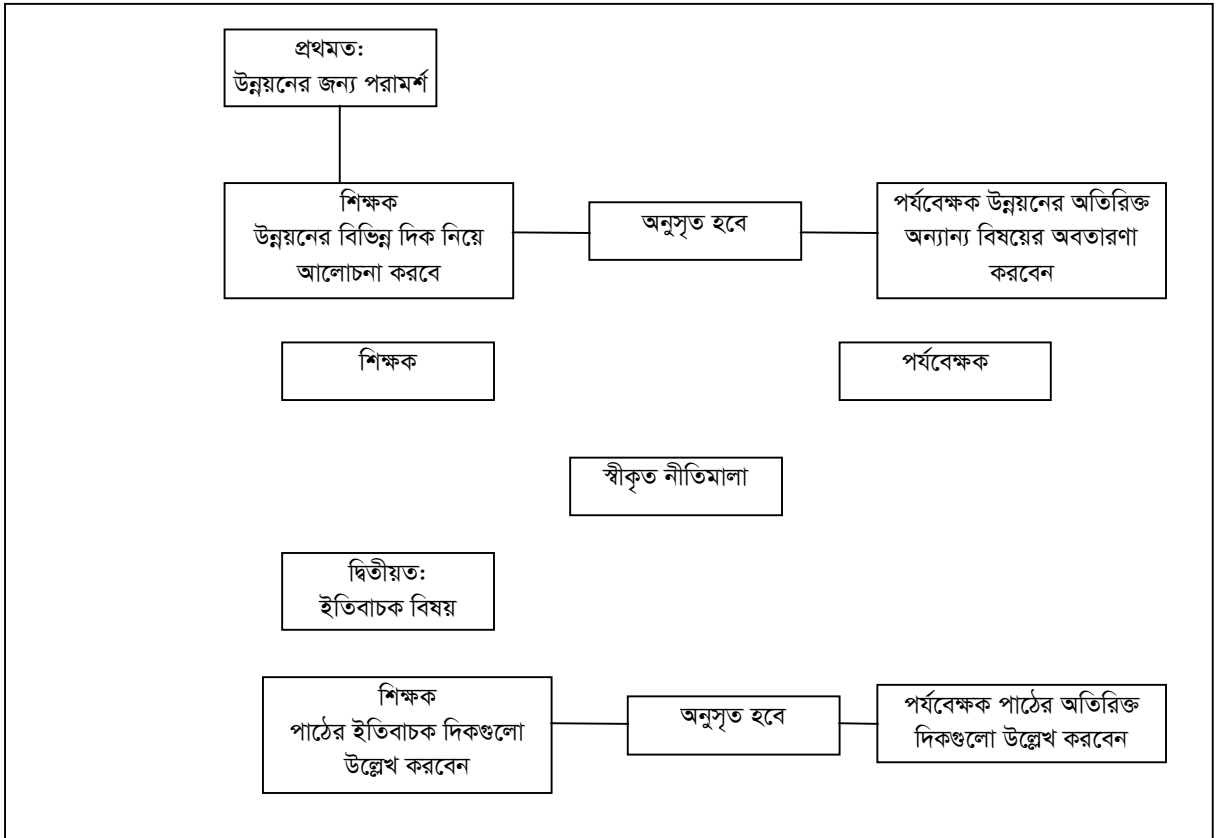 প্রথমত:
উন্নয়নের জন্য পরামর্শ
শিক্ষক
উন্নয়নের বিভিন্ন দিক নিয়ে
আলোচনা করবে
অনুসৃত হবে
পর্যবেক্ষক উন্নয়নের অতিরিক্ত
অন্যান্য বিষয়ের অবতারণা
করবেন
শিক্ষক
পর্যবেক্ষক
স্বীকৃত নীতিমালা
দ্বিতীয়ত:
ইতিবাচক বিষয়
শিক্ষক
পাঠের ইতিবাচক দিকগুলো
উল্লেখ করবেন
অনুসৃত হবে
পর্যবেক্ষক পাঠের অতিরিক্ত
দিকগুলো উল্লেখ করবেন